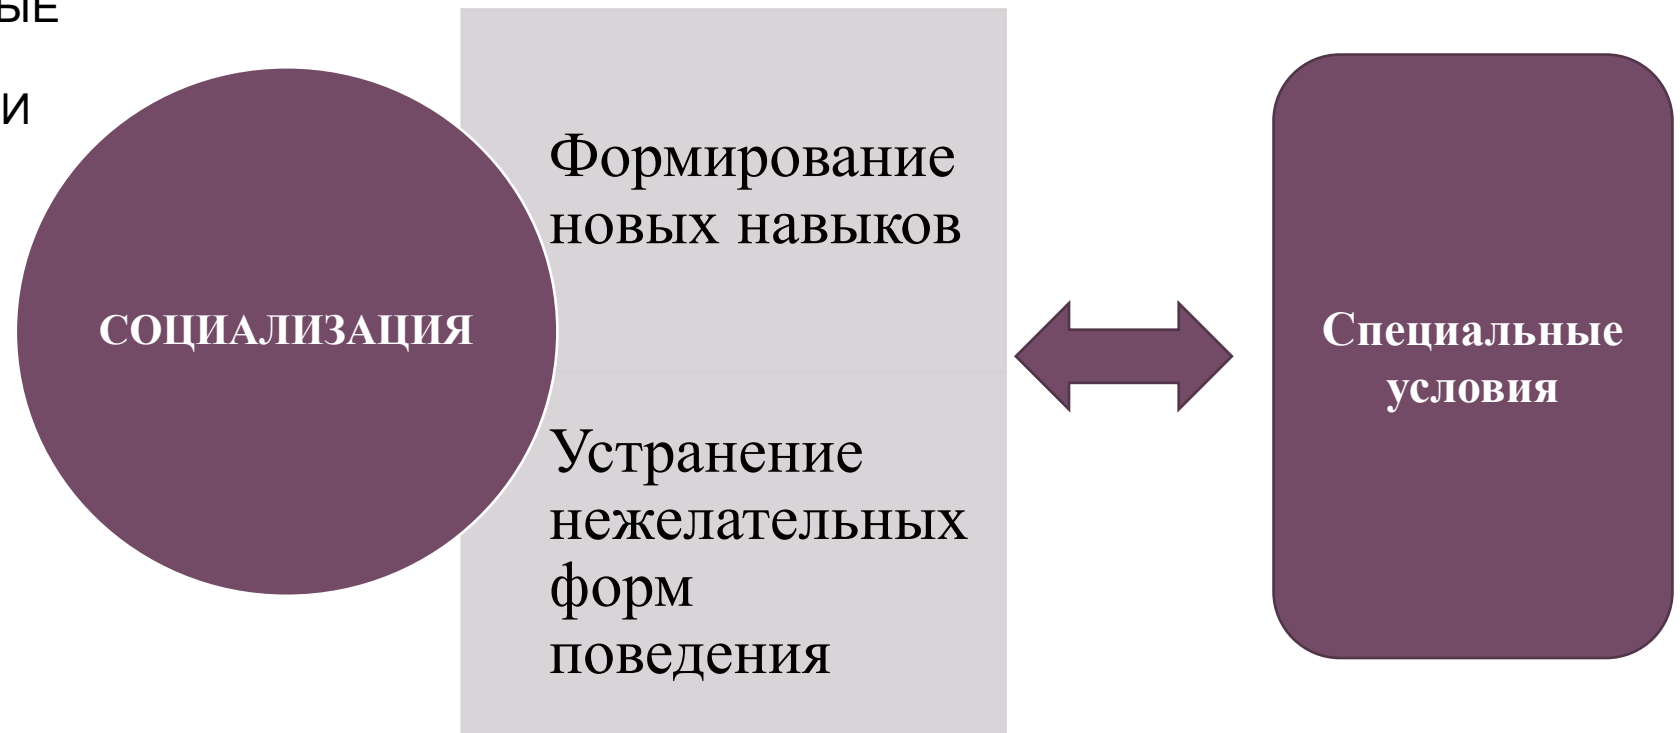 СОЦИАЛИЗАЦИЯ
Формирование
новых навыков
Устранение
нежелательных
форм
поведения
Специальные
условия